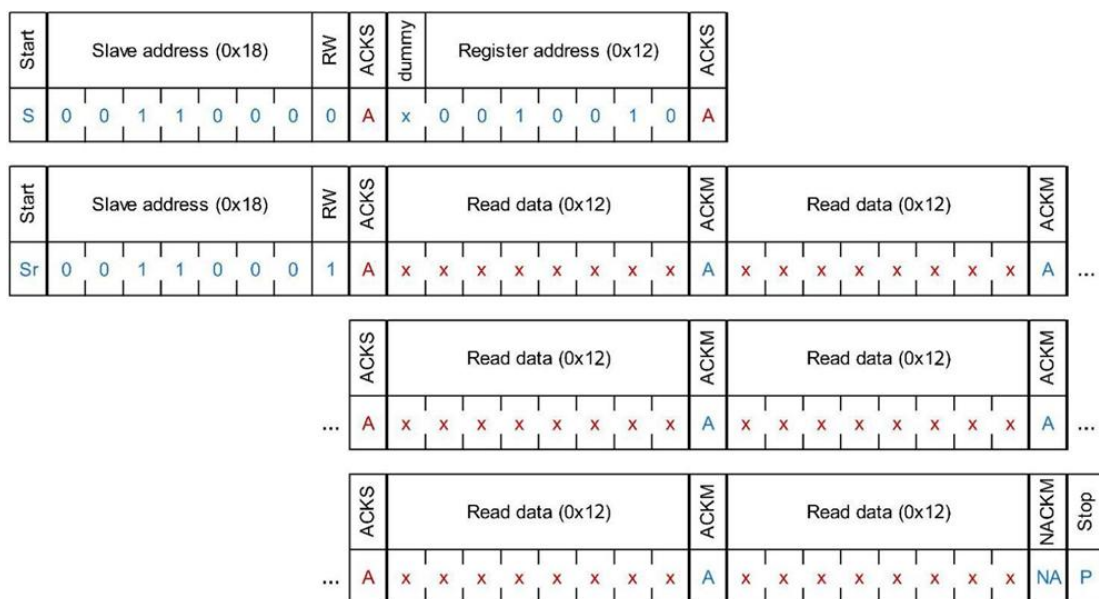 Start Slave address (0x18) RW ACKS dummy Register address (0x12) ACKS
S 0 0 1 1 0 0 0 0 A x 0 0 1 0 0 1 0 A
Start Slave address (0x18) RW ACKS Read data (0x12) ACKM Read data (0x12) ACKM
Sr 0 0 1 1 0 0 0 1 A x x x x x x x x A x x x x x x x x A ...
ACKS Read data (0x12) ACKM Read data (0x12) ACKM
... A x x x x x x x x A x x x x x x x x A ...
ACKS Read data (0x12) ACKM Read data (0x12) NACKM Stop
... A x x x x x x x x A x x x x x x x x NA P